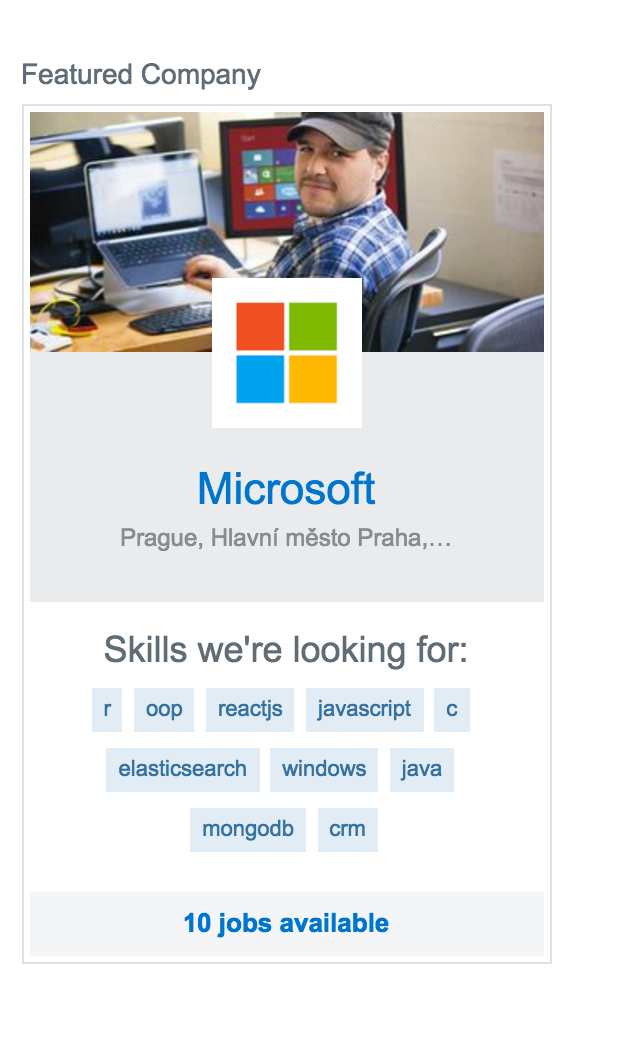 Featured Company
Start
Microsoft
Prague, Hlavní město Praha,…
Skills we're looking for:
r oop reactjs javascript c
elasticsearch windows java
mongodb crm
10 jobs available